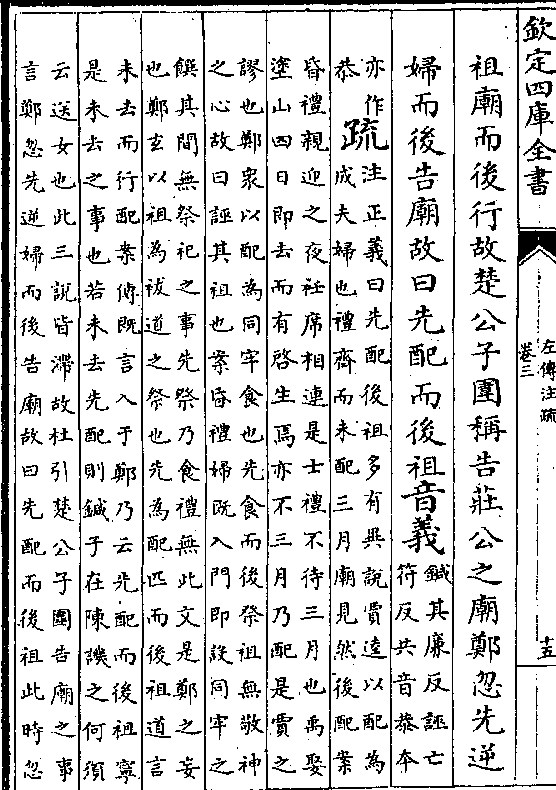 欽定四庫全書
左傳注疏
卷三
十五
祖廟而後行故楚公子圍稱告莊公之廟鄭忽先逆
婦而後告廟故曰先配而後祖音義
鍼其廉反誣亡
符反共音恭本
亦作
恭
疏
注正義曰先配後祖多有異說賈逵以配為
成夫婦也禮齊而未配三月廟見然後配案
昏禮親迎之夜衽席相連是士禮不待三月也禹娶
塗山四日即去而有啓生焉亦不三月乃配是賈之
謬也鄭衆以配為同牢食也先食而後祭祖無敬神
之心故曰誣其祖也案昏禮婦既入門即設同牢之
饌其間無祭祀之事先祭乃食禮無此文是鄭之妄
也鄭玄以祖為祓道之祭也先為配匹而後祖道言
未去而行配案傳既言入于鄭乃云先配而後祖寧
是未去之事也若未去先配則鍼子在陳譏之何須
云送女也此三說皆滯故杜引楚公子圍告廟之事
言鄭忽先逆婦而後告廟故曰先配而後祖此時忽